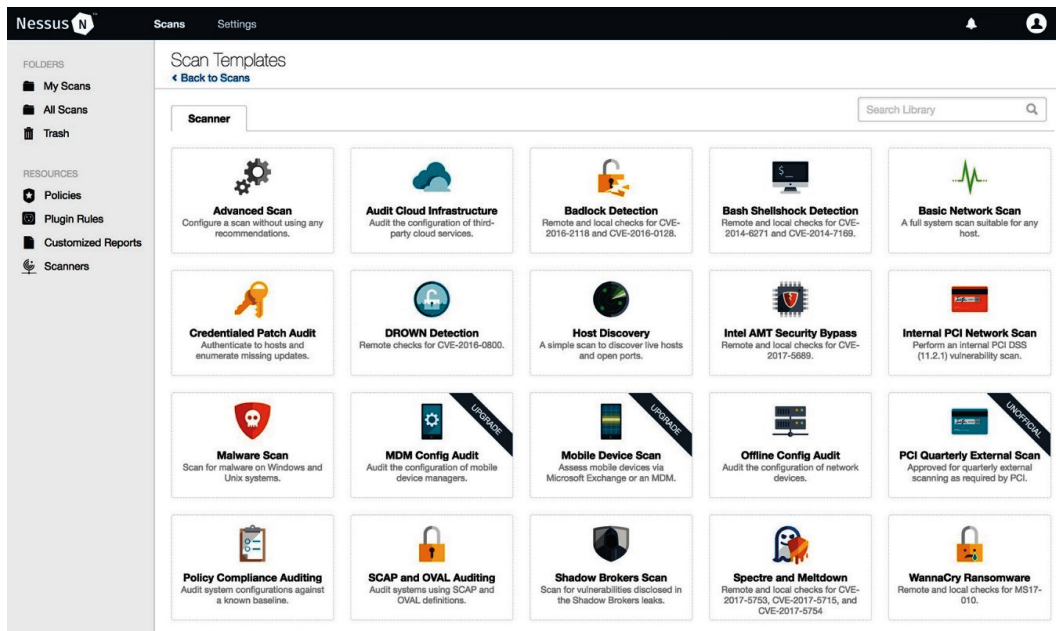 Nessus N
Scans Settings
FOLDERS
My Scans
All Scans
Trash
RESOURCES
Policies
Plugin Rules
Customized Reports
Scanners
Scan Templates
Back to Scans
Scanner
Search Library
Advanced Scan
Configure a scan without using any
recommendations.
Audit Cloud Infrastructure
Audit the configuration of third-
party cloud services.
Badlock Detection
Remote and local checks for CVE-
2016-2118 and CVE-2016-0128.
$_
Bash Shellshock Detection
Remote and local checks for CVE-
2014-6271 and CVE-2014-7169.
Basic Network Scan
A full system scan suitable for any
host.
Credentialed Patch Audit
Authenticate to hosts and
enumerate missing updates.
DROWN Detection
Remote checks for CVE-2016-0800.
Host Discovery
A simple scan to discover live hosts
and open ports.
Intel AMT Security Bypass
Remote and local checks for CVE-
2017-5689.
Internal PCI Network Scan
Perform an internal PCI DSS
(11.2.1) vulnerability scan.
Malware Scan
Scan for malware on Windows and
Unix systems.
UPGRADE
MDM Config Audit
Audit the configuration of mobile
device managers.
UPGRADE
Mobile Device Scan
Assess mobile devices via
Microsoft Exchange or an MDM.
Offline Config Audit
Audit the configuration of network
devices.
UNOFFICIAL
PCI Quarterly External Scan
Approved for quarterly external
scanning as required by PCI.
Policy Compliance Auditing
Audit system configurations against
a known baseline.
SCAP and OVAL Auditing
Audit systems using SCAP and
OVAL definitions.
Shadow Brokers Scan
Scan for vulnerabilities disclosed in
the Shadow Brokers leaks.
Spectre and Meltdown
Remote and local checks for CVE-
2017-5753, CVE-2017-5715, and
CVE-2017-5754
WannaCry Ransomware
Remote and local checks for MS17-
010.